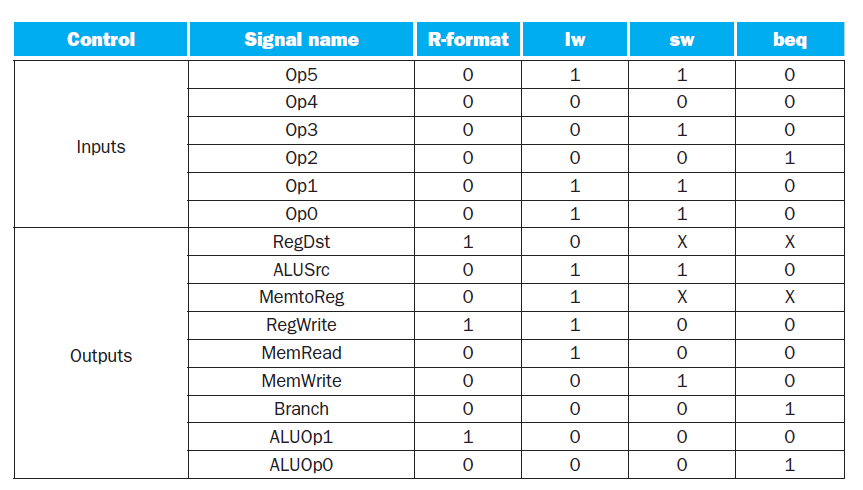 Control Signal name R-format lw sw beq
Op5 0 1 1 0
Op4 0 0 0 0
Op3 0 0 1 0
Inputs Op2 0 0 0 1
Op1 0 1 1 0
Op0 0 1 1 0
RegDst 1 0 X X
ALUSrc 0 1 1 0
MemtoReg 0 1 X X
RegWrite 1 1 0 0
Outputs MemRead 0 1 0 0
MemWrite 0 0 1 0
Branch 0 0 0 1
ALUOp1 1 0 0 0
ALUOp0 0 0 0 1